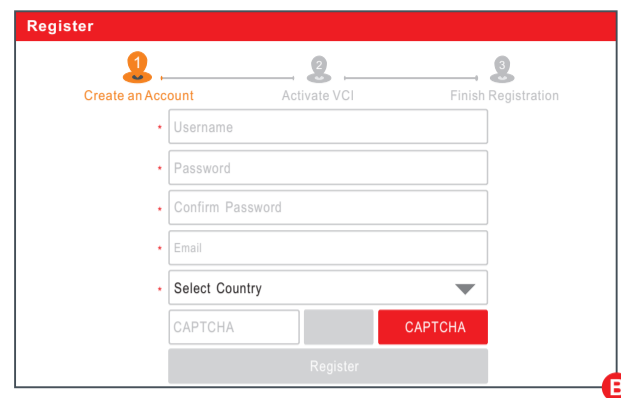 Register
1 2 3
Create an Account Activate VCI Finish Registration
* Username
* Password
* Confirm Password
* Email
* Select Country
CAPTCHA CAPTCHA
Register